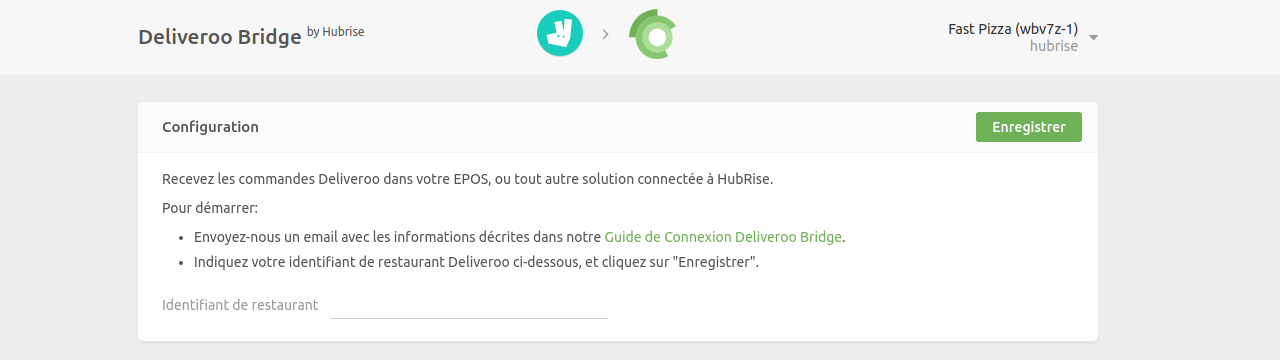 Deliveroo Bridge by Hubrise
Fast Pizza (wbv7z-1)
hubrise
Configuration
Enregistrer
Recevez les commandes Deliveroo dans votre EPOS, ou tout autre solution connectée à HubRise.
Pour démarrer:
Envoyez-nous un email avec les informations décrites dans notre Guide de Connexion Deliveroo Bridge.
Indiquez votre identifiant de restaurant Deliveroo ci-dessous, et cliquez sur "Enregistrer".
Identifiant de restaurant